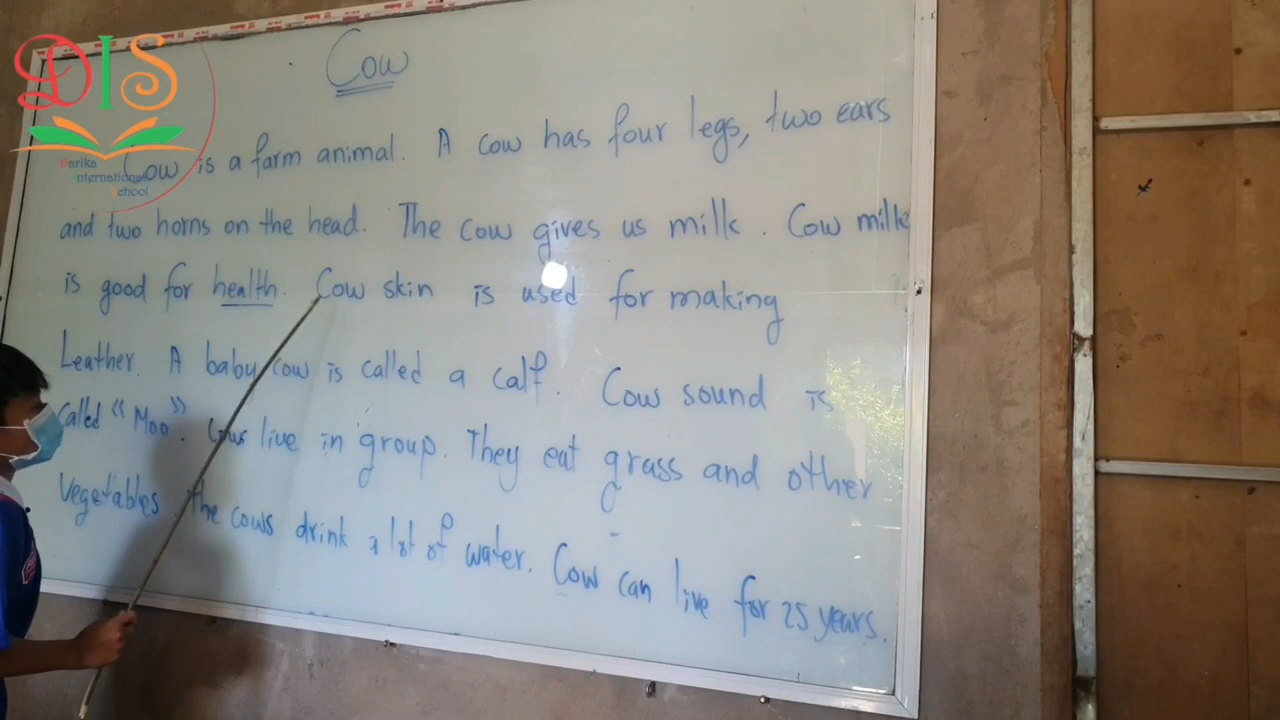 DIS
Darika
International
School
Cow
Cow is a farm animal. A cow has four legs, two ears
and two horns on the head. The cow gives us milk. Cow milk
is good for health. Cow skin is used for making
Leather. A baby cow is called a calf. Cow sound is
called "Moo". Cows live in group. They eat grass and other
Vegetables. The cows drink a lot of water. Cow can live for 25 years.